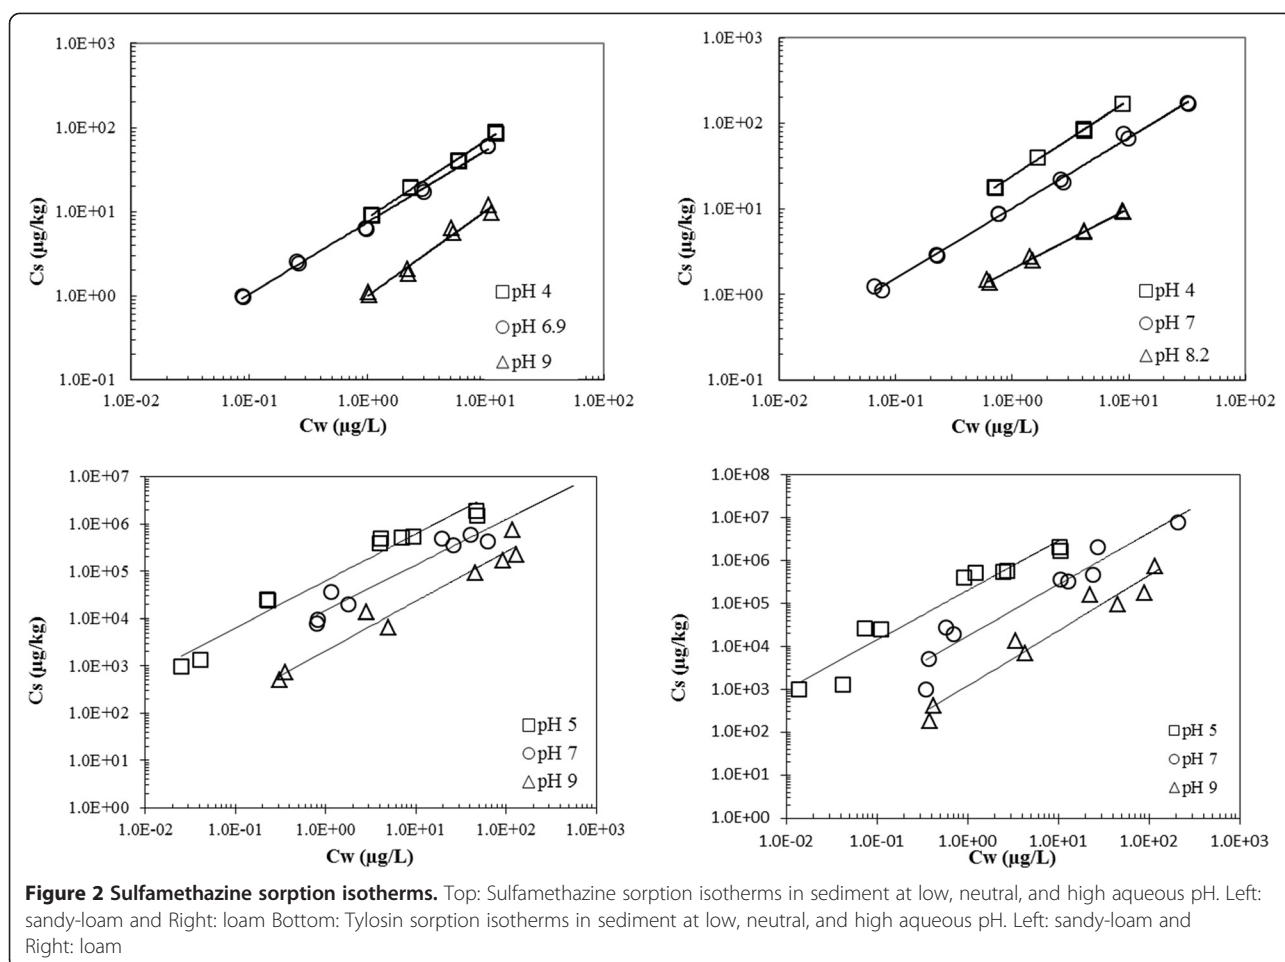 1.0E+03
1.0E+02
1.0E+01
1.0E+00
1.0E-01
Cs (µg/kg)
pH 4
pH 6.9
pH 9
1.0E-02 1.0E-01 1.0E+00 1.0E+01 1.0E+02
Cw (µg/L)
1.0E+03
1.0E+02
1.0E+01
1.0E+00
1.0E-01
Cs (µg/kg)
pH 4
pH 7
pH 8.2
1.0E-02 1.0E-01 1.0E+00 1.0E+01 1.0E+02
Cw (µg/L)
1.0E+07
1.0E+06
1.0E+05
1.0E+04
1.0E+03
1.0E+02
1.0E+01
1.0E+00
Cs (µg/kg)
pH 5
pH 7
pH 9
1.0E-02 1.0E-01 1.0E+00 1.0E+01 1.0E+02 1.0E+03
Cw (µg/L)
1.0E+08
1.0E+07
1.0E+06
1.0E+05
1.0E+04
1.0E+03
1.0E+02
1.0E+01
1.0E+00
Cs (µg/kg)
pH 5
pH 7
pH 9
1.0E-02 1.0E-01 1.0E+00 1.0E+01 1.0E+02 1.0E+03
Cw (µg/L)
Figure 2 Sulfamethazine sorption isotherms. Top: Sulfamethazine sorption isotherms in sediment at low, neutral, and high aqueous pH. Left:
sandy-loam and Right: loam Bottom: Tylosin sorption isotherms in sediment at low, neutral, and high aqueous pH. Left: sandy-loam and
Right: loam